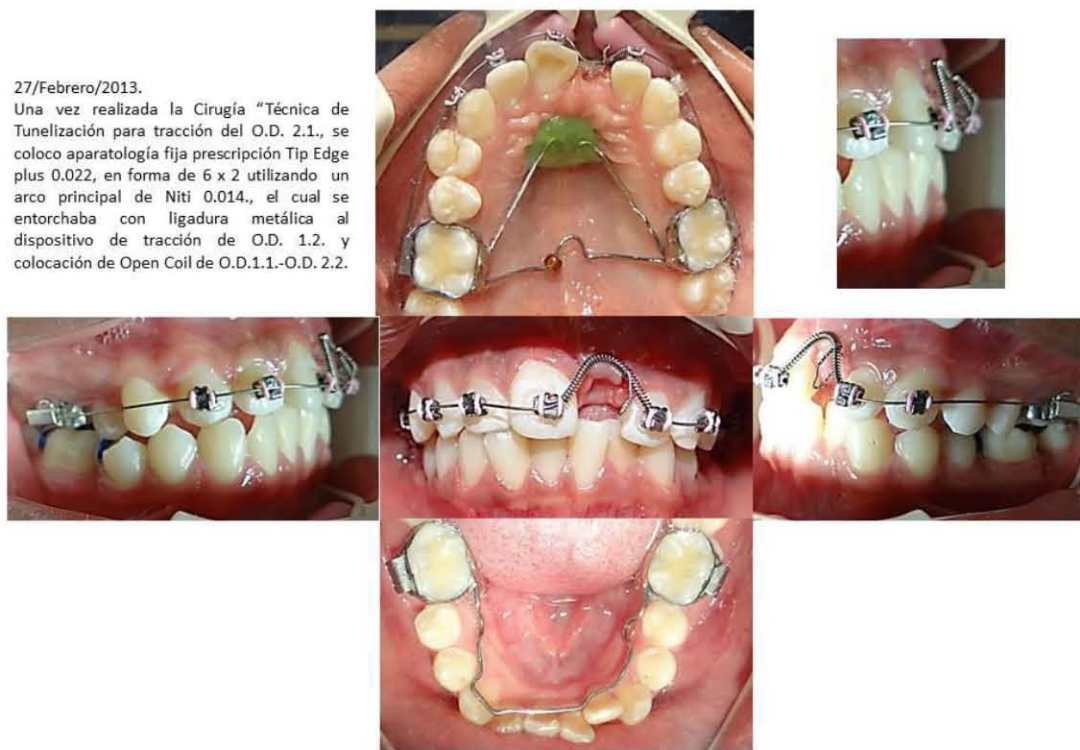 27/Febrero/2013.
Una vez realizada la Cirugía "Técnica de
Tunelización para tracción del O.D. 2.1., se
coloco aparatología fija prescripción Tip Edge
plus 0.022, en forma de 6 x 2 utilizando un
arco principal de Niti 0.014., el cual se
entorchaba con ligadura metálica al
dispositivo de tracción de O.D. 1.2. y
colocación de Open Coil de O.D.1.1.-O.D. 2.2.